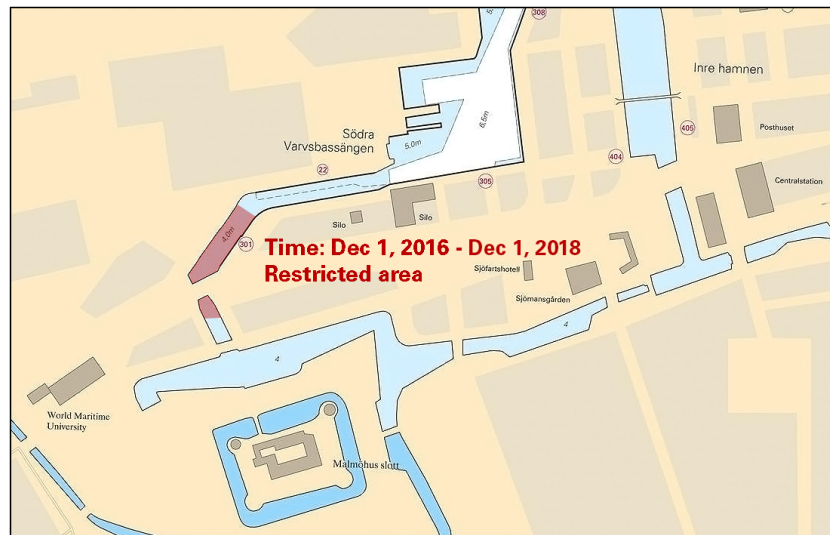 308
Inre hamnen
6,5m
Posthuset
405
Södra
Varvsbassängen
5,0m
404
22
305
Centralstation
Silo
Silo
4,0m
301
Time: Dec 1, 2016 - Dec 1, 2018
Restricted area
Sjöfartshotell
Sjömansgården
4
4
World Maritime
University
Malmöhus slott